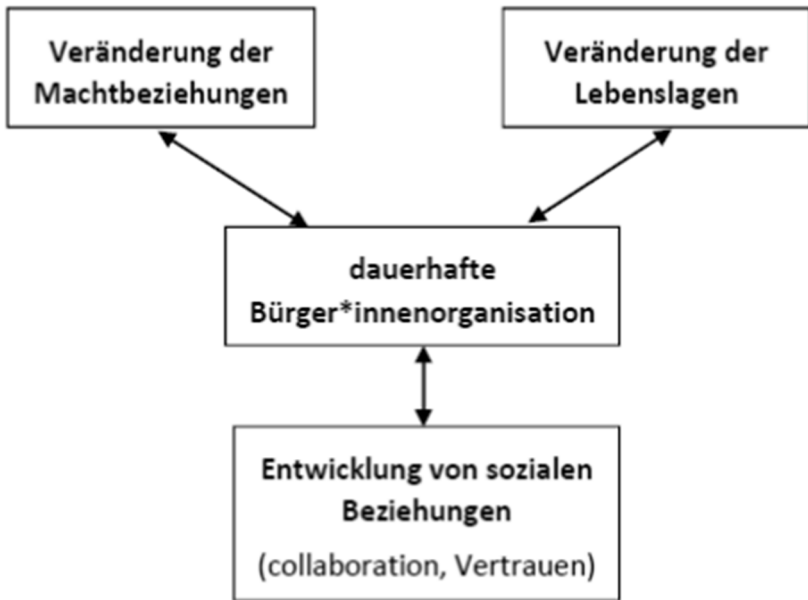 Veränderung der
Machtbeziehungen
Veränderung der
Lebenslagen
dauerhafte
Bürger*innenorganisation
Entwicklung von sozialen
Beziehungen
(collaboration, Vertrauen)